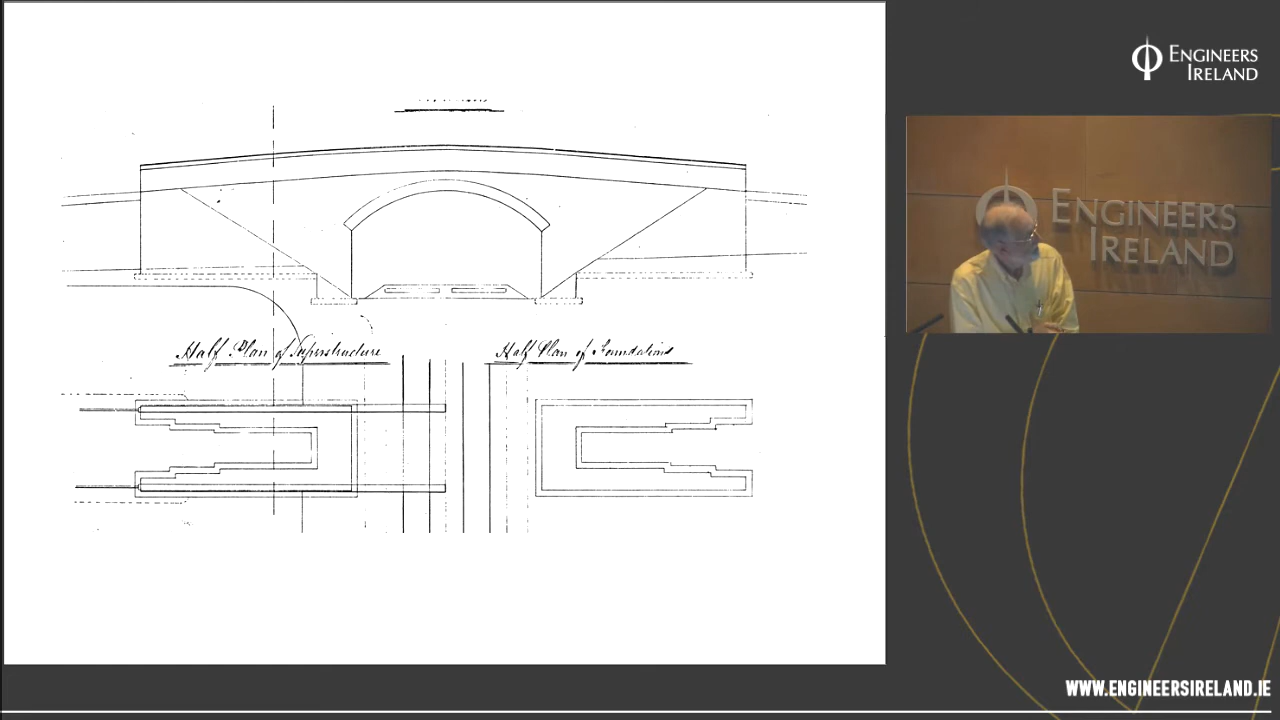 Half Plan of Superstructure
Half Plan of Foundations
ENGINEERS
IRELAND
ENGINEERS
IRELAND
WWW.ENGINEERSIRELAND.IE